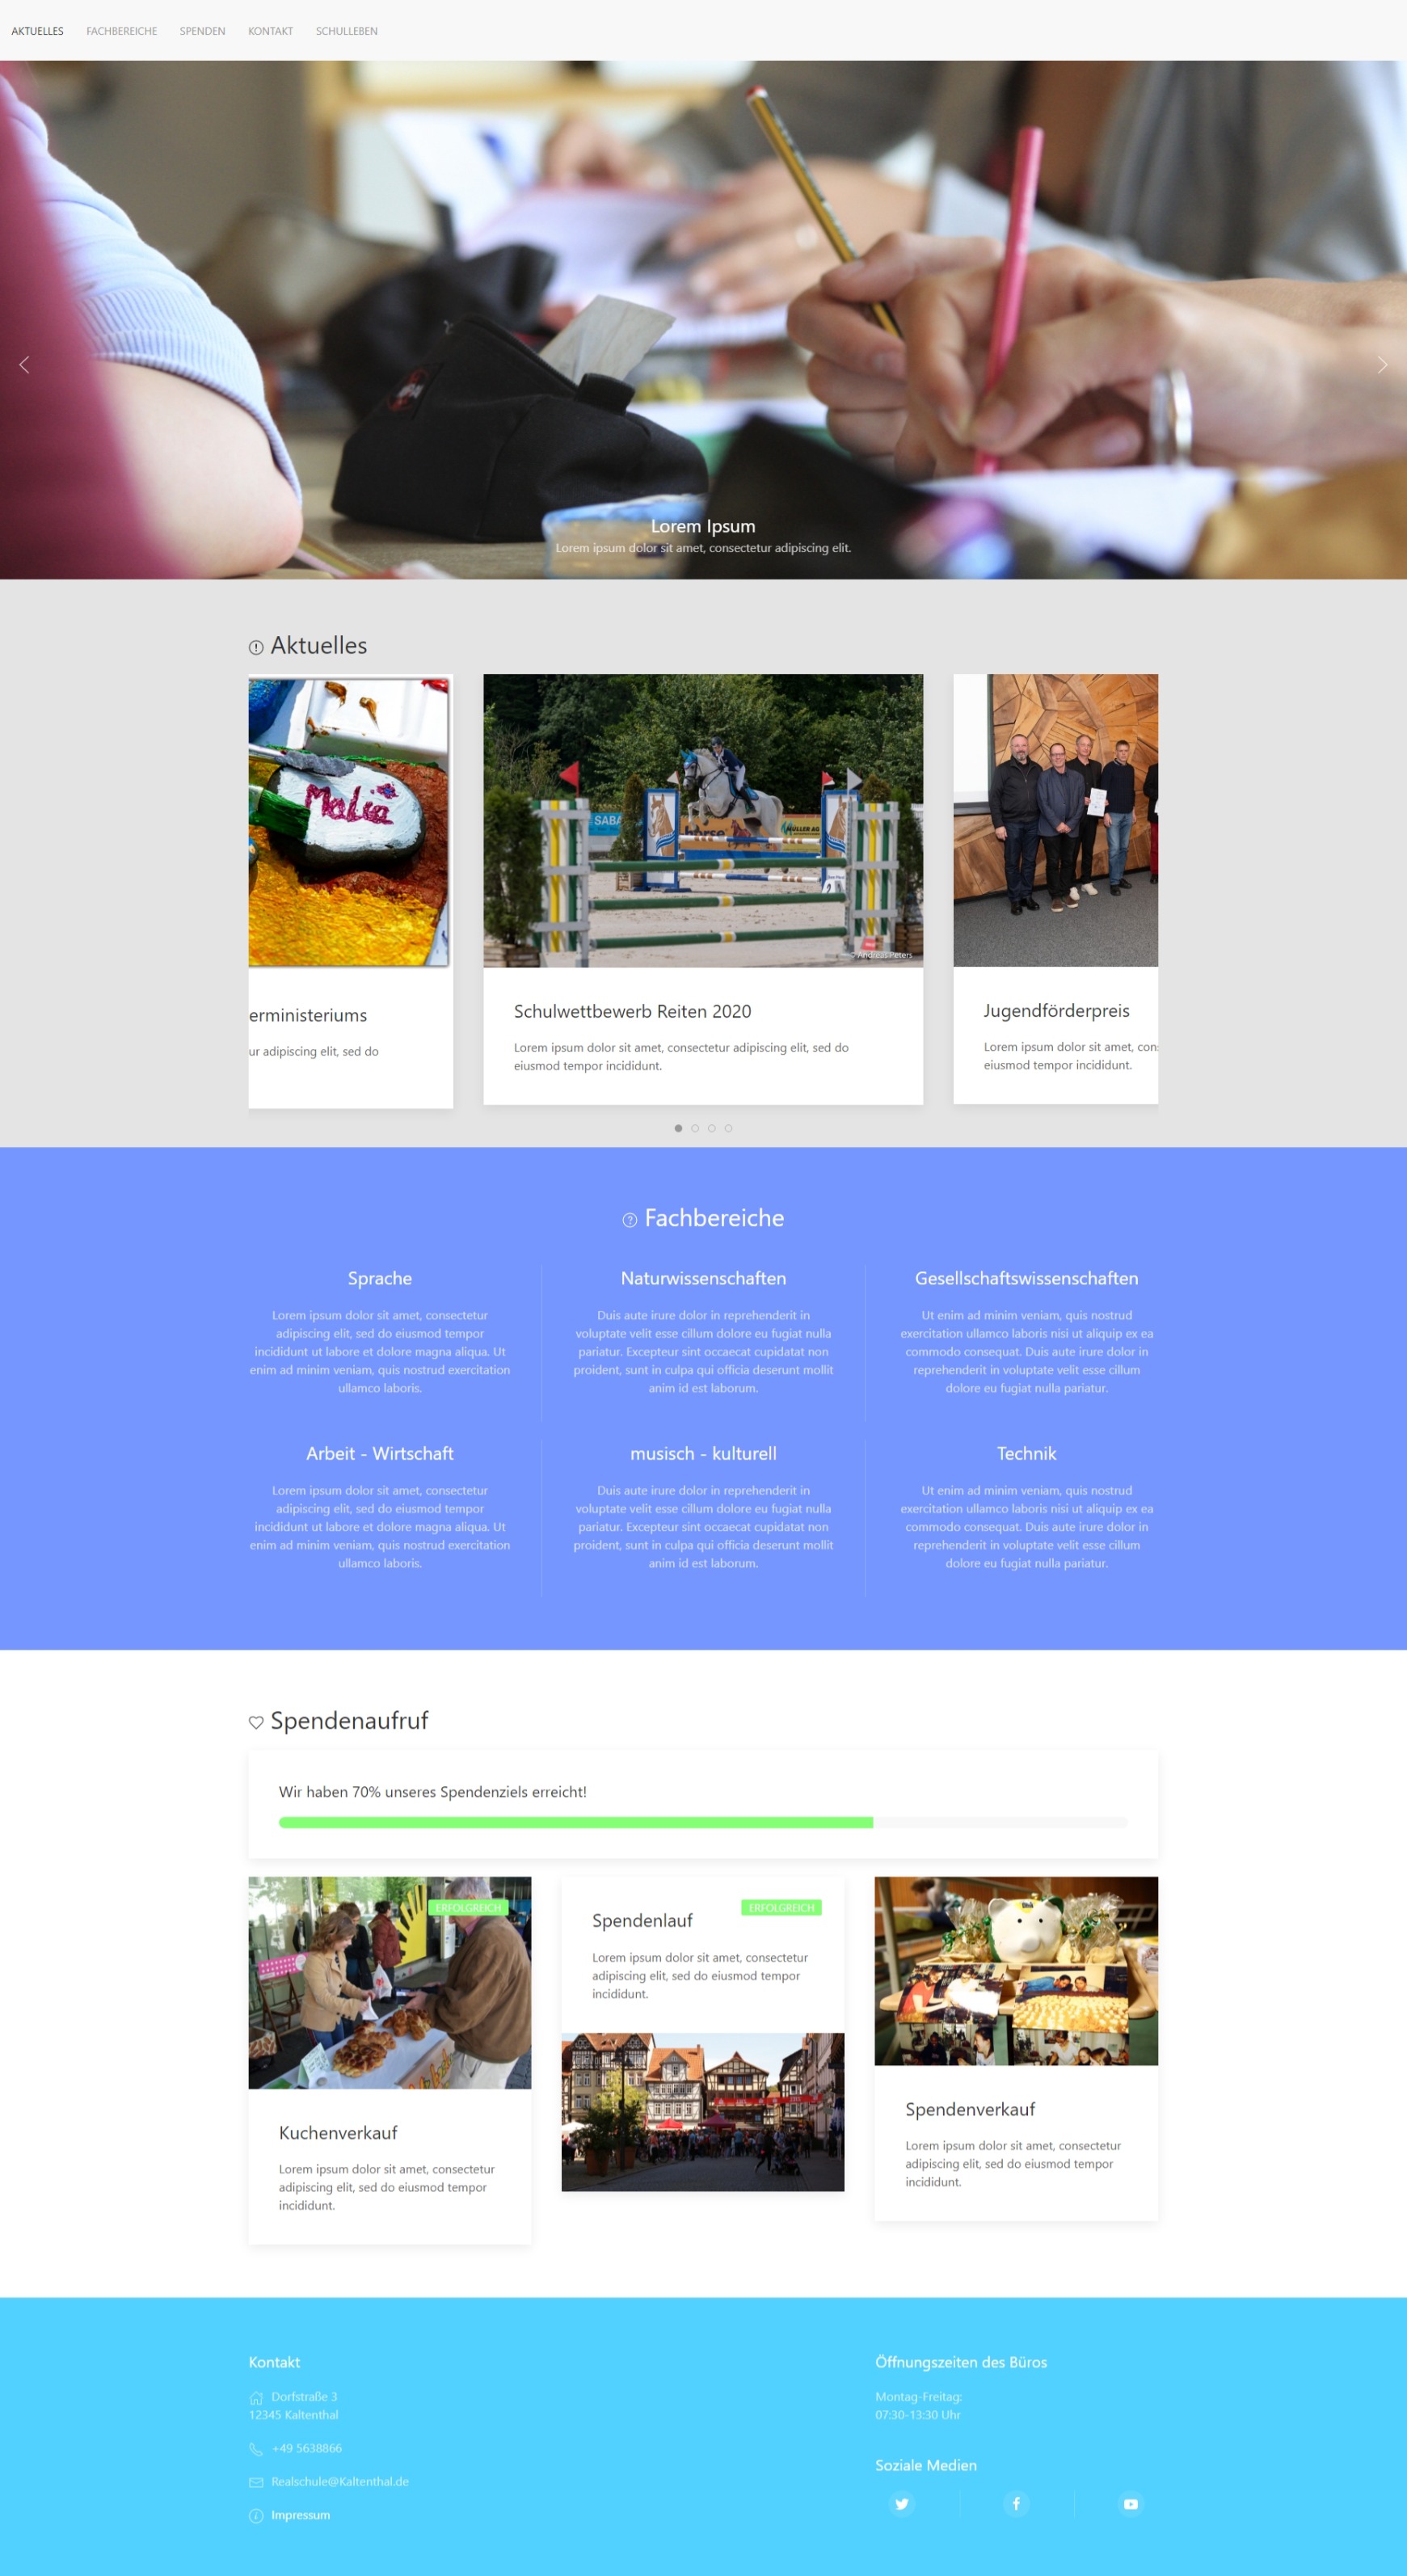 AKTUELLES FACHBEREICHE SPENDEN KONTAKT SCHULLEBEN
Lorem Ipsum
Lorem ipsum dolor sit amet, consectetur adipiscing elit.
Aktuelles
Malia
SABA
horse
MÜLLER AG
© Andreas Peters
erministeriums
ur adipiscing elit, sed do
Schulwettbewerb Reiten 2020
Lorem ipsum dolor sit amet, consectetur adipiscing elit, sed do
eiusmod tempor incididunt.
Jugendförderpreis
Lorem ipsum dolor sit amet, con
eiusmod tempor incididunt.
Fachbereiche
Sprache
Lorem ipsum dolor sit amet, consectetur
adipiscing elit, sed do eiusmod tempor
incididunt ut labore et dolore magna aliqua. Ut
enim ad minim veniam, quis nostrud exercitation
ullamco laboris.
Naturwissenschaften
Duis aute irure dolor in reprehenderit in
voluptate velit esse cillum dolore eu fugiat nulla
pariatur. Excepteur sint occaecat cupidatat non
proident, sunt in culpa qui officia deserunt mollit
anim id est laborum.
Gesellschaftswissenschaften
Ut enim ad minim veniam, quis nostrud
exercitation ullamco laboris nisi ut aliquip ex ea
commodo consequat. Duis aute irure dolor in
reprehenderit in voluptate velit esse cillum
dolore eu fugiat nulla pariatur.
Arbeit - Wirtschaft
Lorem ipsum dolor sit amet, consectetur
adipiscing elit, sed do eiusmod tempor
incididunt ut labore et dolore magna aliqua. Ut
enim ad minim veniam, quis nostrud exercitation
ullamco laboris.
musisch - kulturell
Duis aute irure dolor in reprehenderit in
voluptate velit esse cillum dolore eu fugiat nulla
pariatur. Excepteur sint occaecat cupidatat non
proident, sunt in culpa qui officia deserunt mollit
anim id est laborum.
Technik
Ut enim ad minim veniam, quis nostrud
exercitation ullamco laboris nisi ut aliquip ex ea
commodo consequat. Duis aute irure dolor in
reprehenderit in voluptate velit esse cillum
dolore eu fugiat nulla pariatur.
Spendenaufruf
Wir haben 70% unseres Spendenziels erreicht!
ERFOLGREICH
Kuchenverkauf
Lorem ipsum dolor sit amet, consectetur
adipiscing elit, sed do eiusmod tempor
incididunt.
ERFOLGREICH
Spendenlauf
Lorem ipsum dolor sit amet, consectetur
adipiscing elit, sed do eiusmod tempor
incididunt.
Spendenverkauf
Lorem ipsum dolor sit amet, consectetur
adipiscing elit, sed do eiusmod tempor
incididunt.
Kontakt
Dorfstraße 3
12345 Kaltenthal
+49 5638866
Realschule@Kaltenthal.de
Impressum
Öffnungszeiten des Büros
Montag-Freitag:
07:30-13:30 Uhr
Soziale Medien